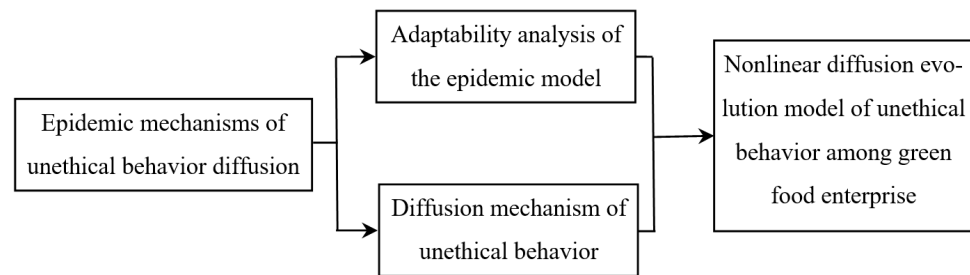 Epidemic mechanisms of
unethical behavior diffusion
Adaptability analysis of
the epidemic model
Diffusion mechanism of
unethical behavior
Nonlinear diffusion evo-
lution model of unethical
behavior among green
food enterprise